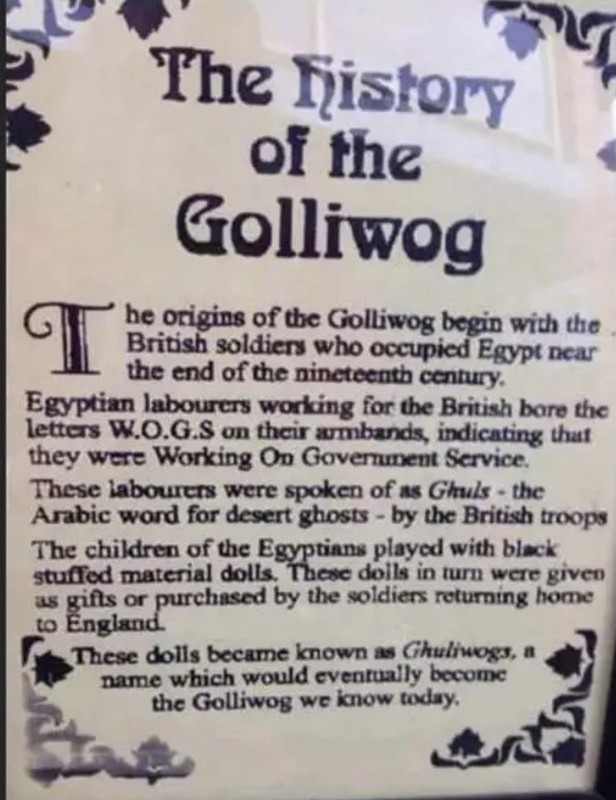 The History
of the
Golliwog
The origins of the Golliwog begin with the
British soldiers who occupied Egypt near
the end of the nineteenth century.
Egyptian labourers working for the British bore the
letters W.O.G.S on their armbands, indicating that
they were Working On Government Service.
These labourers were spoken of as Ghuls - the
Arabic word for desert ghosts - by the British troops
The children of the Egyptians played with black
stuffed material dolls. These dolls in turn were given
as gifts or purchased by the soldiers returning home
to England.
These dolls became known as Ghuliwogs, a
name which would eventually become
the Golliwog we know today.